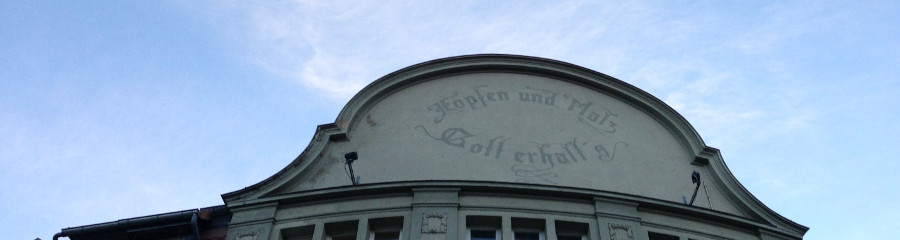 Hopfen und Malz
Gott erhalt's